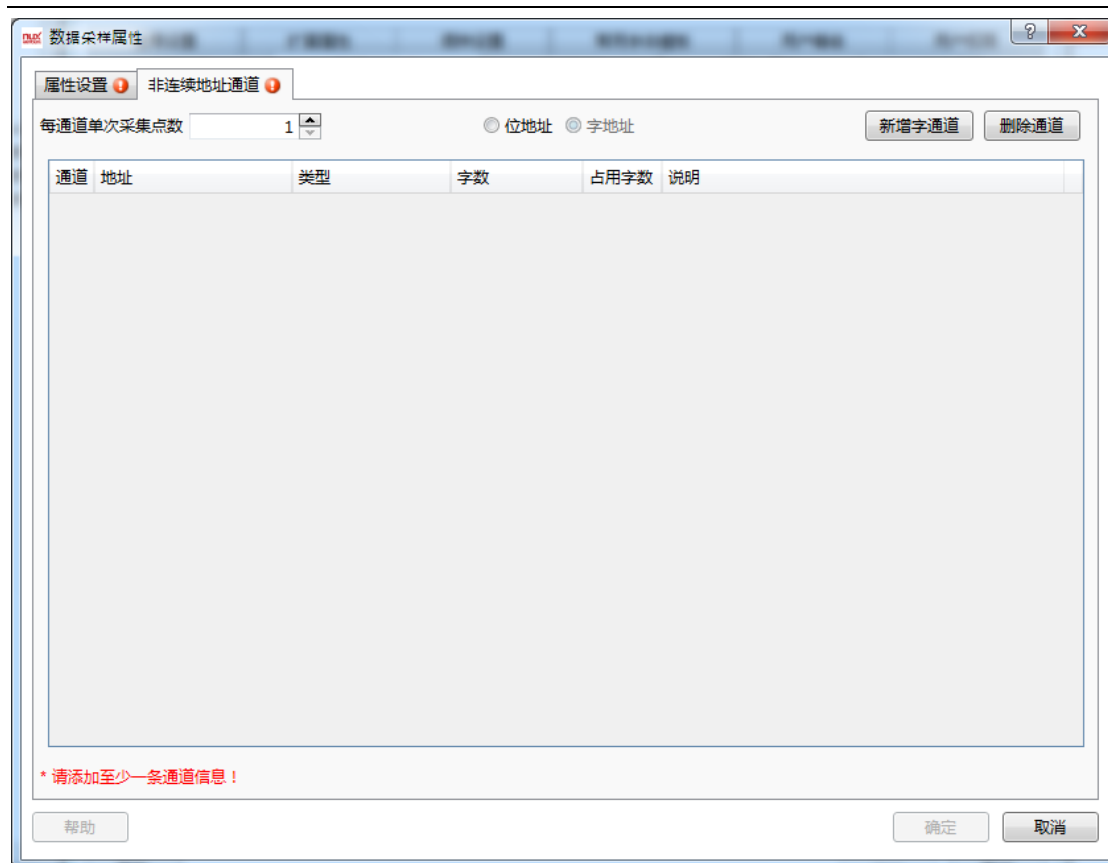 数据采样属性
属性设置 非连续地址通道
每通道单次采集点数 1 位地址 字地址 新增字通道 删除通道
通道 地址 类型 字数 占用字数 说明
* 请添加至少一条通道信息！
帮助 确定 取消